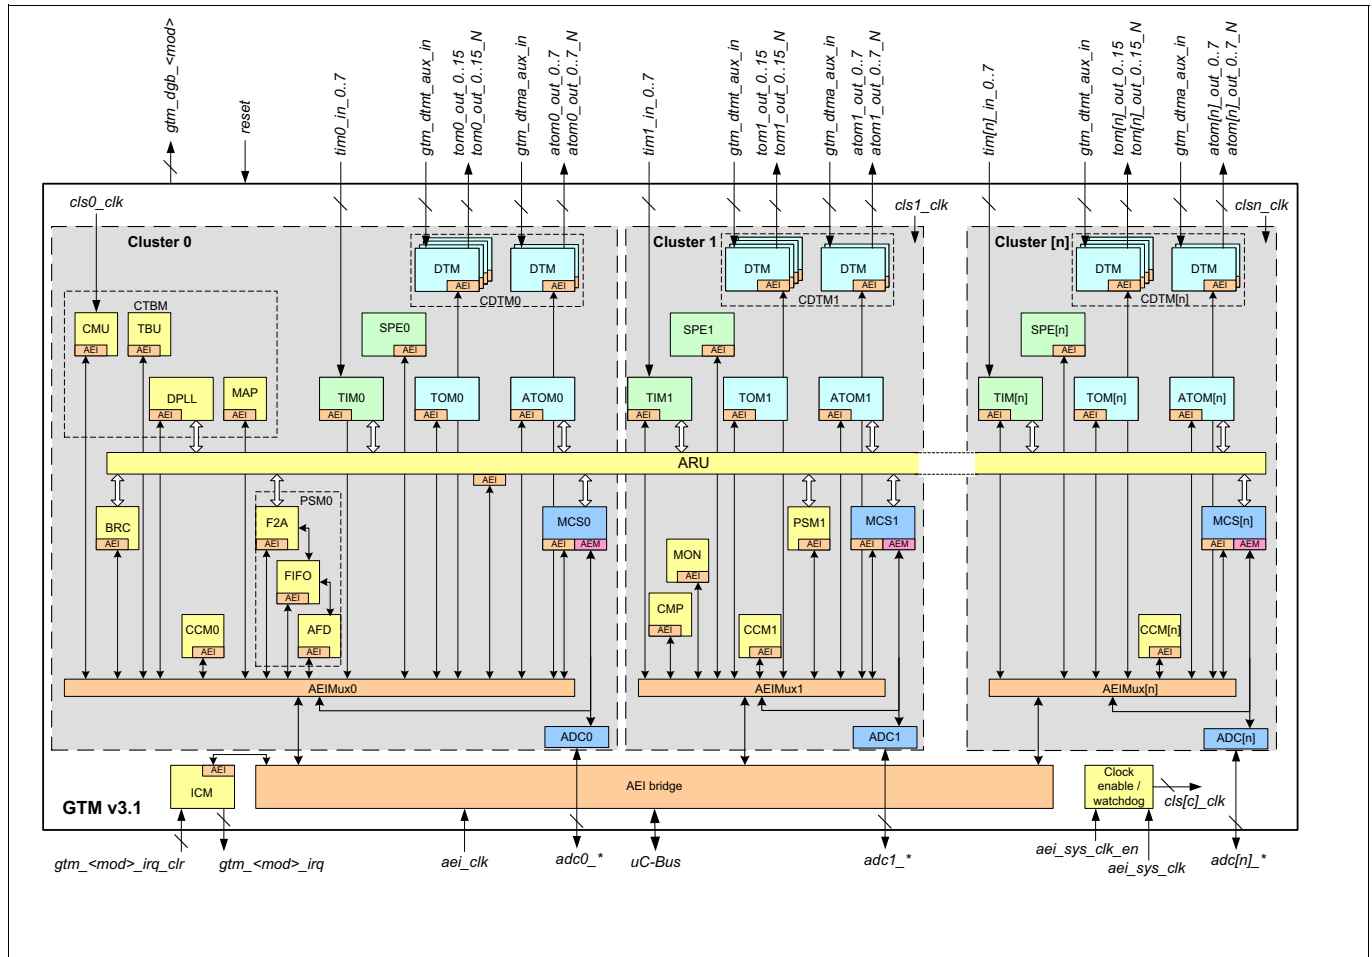 gtm_dgb_<mod>
reset
tim0_in_0..7
gtm_dtmt_aux_in
tom0_out_0..15
tom0_out_0..15_N
gtm_dtma_aux_in
atom0_out_0..7
atom0_out_0..7_N
tim1_in_0..7
gtm_dtmt_aux_in
tom1_out_0..15
tom1_out_0..15_N
gtm_dtma_aux_in
atom1_out_0..7
atom1_out_0..7_N
tim[n]_in_0..7
gtm_dtmt_aux_in
tom[n]_out_0..15
tom[n]_out_0..15_N
gtm_dtma_aux_in
atom[n]_out_0..7
atom[n]_out_0..7_N
cls0_clk
cls1_clk
clsn_clk
Cluster 0
Cluster 1
Cluster [n]
DTM
AEI
DTM
AEI
CDTM0
DTM
AEI
DTM
AEI
CDTM1
DTM
AEI
DTM
AEI
CDTM[n]
CTBM
CMU
AEI
TBU
AEI
SPE0
AEI
SPE1
AEI
SPE[n]
AEI
DPLL
AEI
MAP
AEI
TIM0
AEI
TOM0
AEI
ATOM0
AEI
TIM1
AEI
TOM1
AEI
ATOM1
AEI
TIM[n]
AEI
TOM[n]
AEI
ATOM[n]
AEI
ARU
AEI
BRC
AEI
PSM0
F2A
AEI
FIFO
AEI
AFD
AEI
MCS0
AEI
AEM
PSM1
AEI
MCS1
AEI
AEM
MCS[n]
AEI
AEM
MON
AEI
CMP
AEI
CCM0
AEI
CCM1
AEI
CCM[n]
AEI
AEIMux0
AEIMux1
AEIMux[n]
ADC0
ADC1
ADC[n]
AEI
ICM
AEI bridge
Clock
enable /
watchdog
cls[c]_clk
GTM v3.1
gtm_<mod>_irq_clr
gtm_<mod>_irq
aei_clk
adc0_*
uC-Bus
adc1_*
aei_sys_clk_en
aei_sys_clk
adc[n]_*